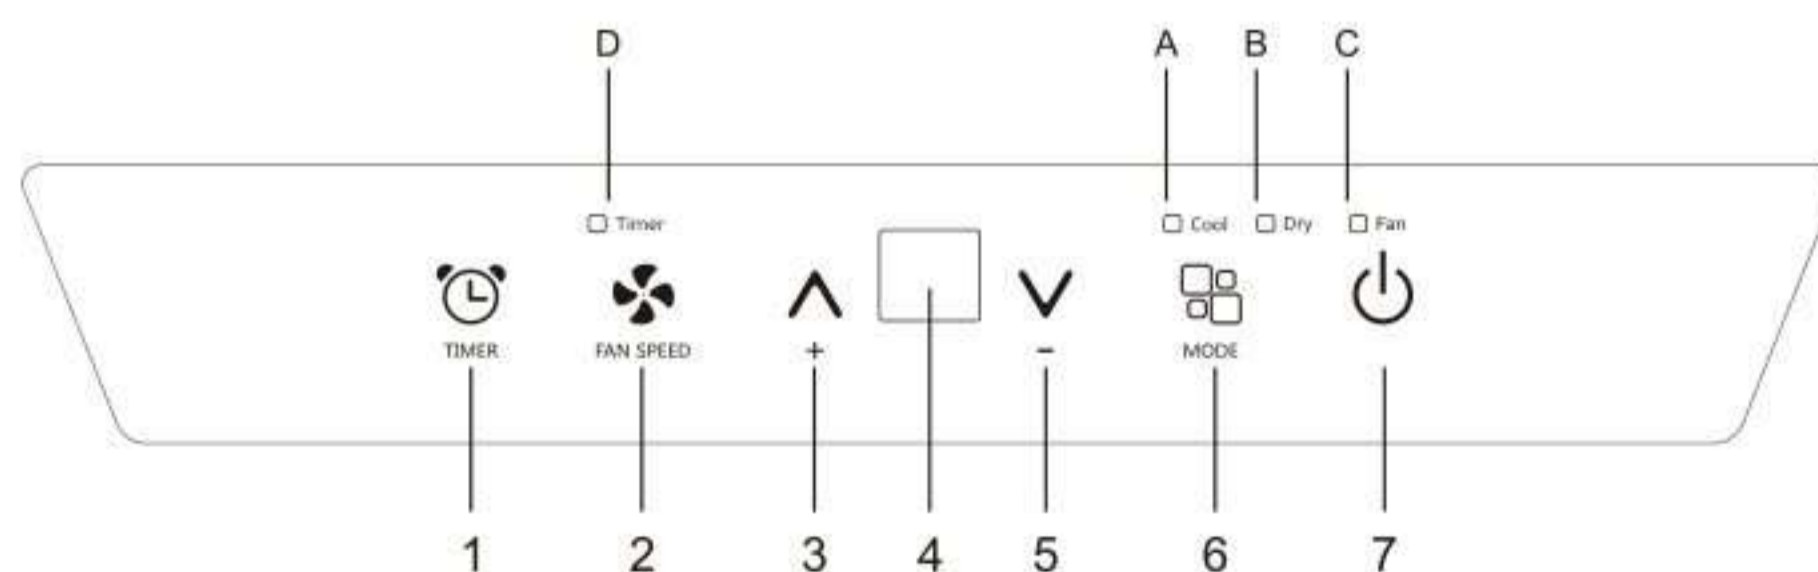 D A B C
Timer Cool Dry Fan
TIMER FAN SPEED + - MODE
1 2 3 4 5 6 7